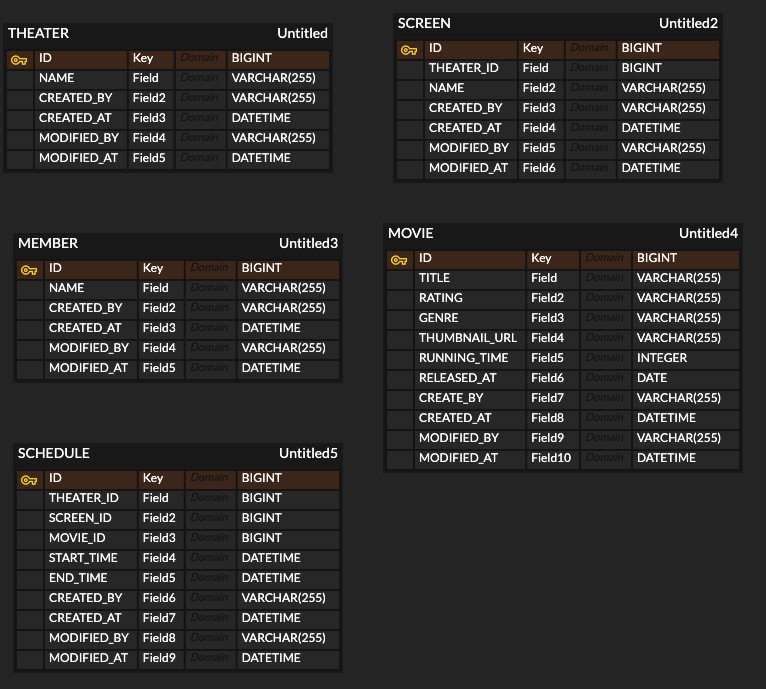 THEATER Untitled
ID Key Domain BIGINT
NAME Field Domain VARCHAR(255)
CREATED_BY Field2 Domain VARCHAR(255)
CREATED_AT Field3 Domain DATETIME
MODIFIED_BY Field4 Domain VARCHAR(255)
MODIFIED_AT Field5 Domain DATETIME
SCREEN Untitled2
ID Key Domain BIGINT
THEATER_ID Field Domain BIGINT
NAME Field2 Domain VARCHAR(255)
CREATED_BY Field3 Domain VARCHAR(255)
CREATED_AT Field4 Domain DATETIME
MODIFIED_BY Field5 Domain VARCHAR(255)
MODIFIED_AT Field6 Domain DATETIME
MEMBER Untitled3
ID Key Domain BIGINT
NAME Field Domain VARCHAR(255)
CREATED_BY Field2 Domain VARCHAR(255)
CREATED_AT Field3 Domain DATETIME
MODIFIED_BY Field4 Domain VARCHAR(255)
MODIFIED_AT Field5 Domain DATETIME
MOVIE Untitled4
ID Key Domain BIGINT
TITLE Field Domain VARCHAR(255)
RATING Field2 Domain VARCHAR(255)
GENRE Field3 Domain VARCHAR(255)
THUMBNAIL_URL Field4 Domain VARCHAR(255)
RUNNING_TIME Field5 Domain INTEGER
RELEASED_AT Field6 Domain DATE
CREATE_BY Field7 Domain VARCHAR(255)
CREATED_AT Field8 Domain DATETIME
MODIFIED_BY Field9 Domain VARCHAR(255)
MODIFIED_AT Field10 Domain DATETIME
SCHEDULE Untitled5
ID Key Domain BIGINT
THEATER_ID Field Domain BIGINT
SCREEN_ID Field2 Domain BIGINT
MOVIE_ID Field3 Domain BIGINT
START_TIME Field4 Domain DATETIME
END_TIME Field5 Domain DATETIME
CREATED_BY Field6 Domain VARCHAR(255)
CREATED_AT Field7 Domain DATETIME
MODIFIED_BY Field8 Domain VARCHAR(255)
MODIFIED_AT Field9 Domain DATETIME